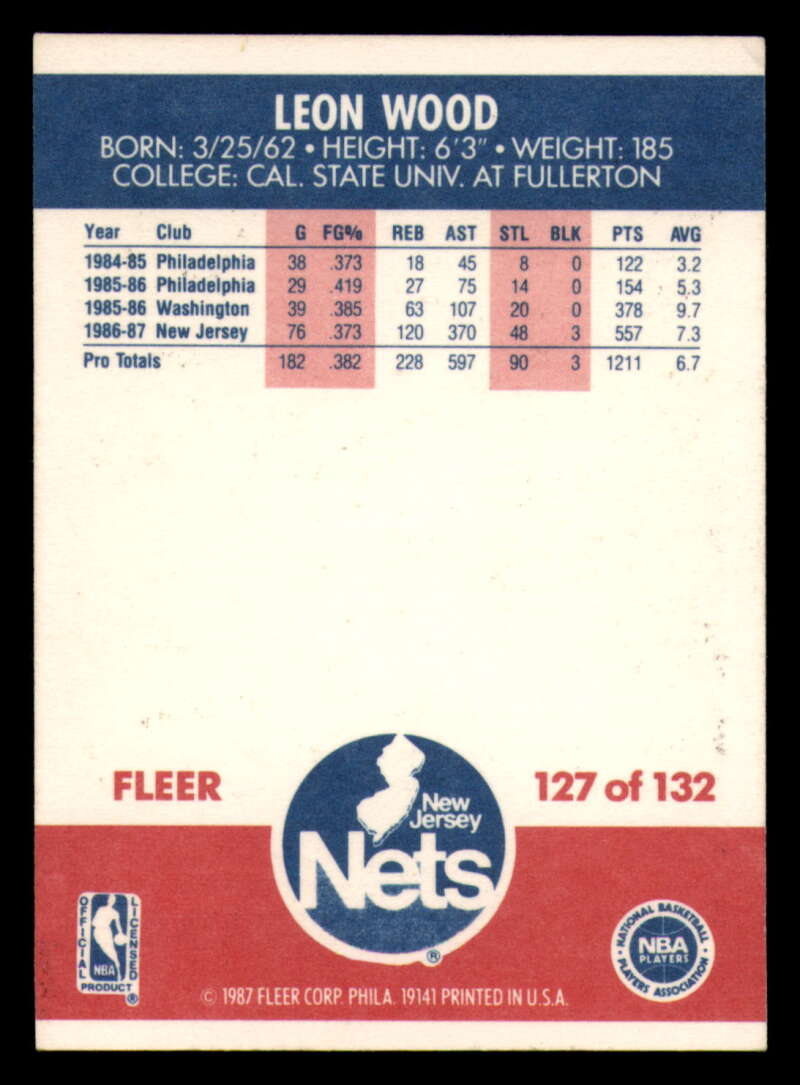 LEON WOOD
BORN: 3/25/62 • HEIGHT: 6'3" • WEIGHT: 185
COLLEGE: CAL. STATE UNIV. AT FULLERTON
Year Club G FG% REB AST STL BLK PTS AVG
1984-85 Philadelphia 38 .373 18 45 8 0 122 3.2
1985-86 Philadelphia 29 .419 27 75 14 0 154 5.3
1985-86 Washington 39 .385 63 107 20 0 378 9.7
1986-87 New Jersey 76 .373 120 370 48 3 557 7.3
Pro Totals 182 .382 228 597 90 3 1211 6.7
FLEER
127 of 132
New
Jersey
Nets
®
OFFICIAL
LICENSED
NBA
PRODUCT
®
NATIONAL BASKETBALL
NBA
PLAYERS
PLAYERS ASSOCIATION
© 1987 FLEER CORP. PHILA. 19141 PRINTED IN U.S.A.